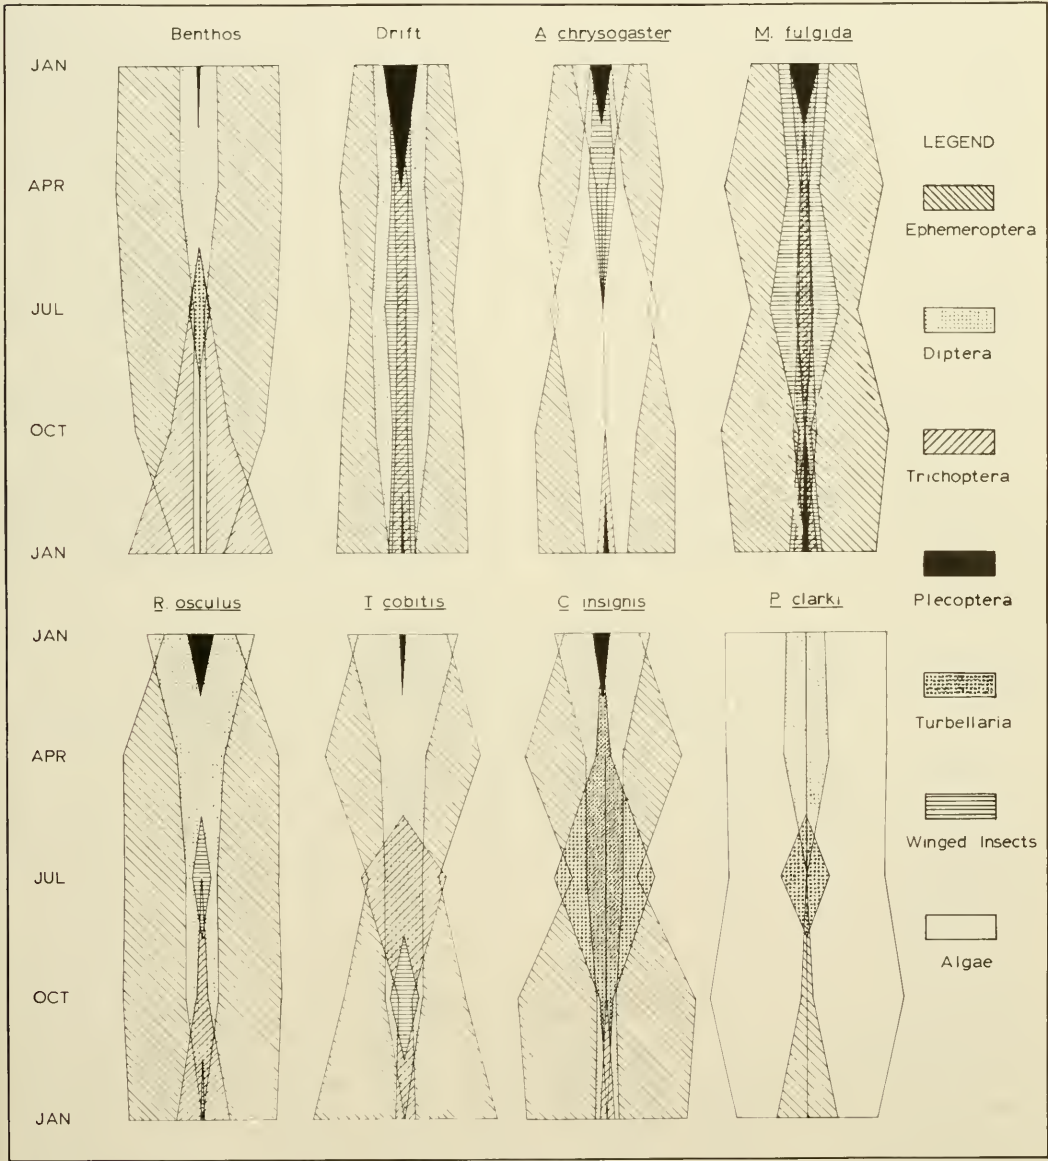 Benthos
Drift
A chrysogaster
M. fulgida
JAN
APR
JUL
OCT
JAN
R. osculus
T cobitis
C insignis
P clarki
JAN
APR
JUL
OCT
JAN
LEGEND
Ephemeroptera
Diptera
Trichoptera
Plecoptera
Turbellaria
Winged Insects
Algae